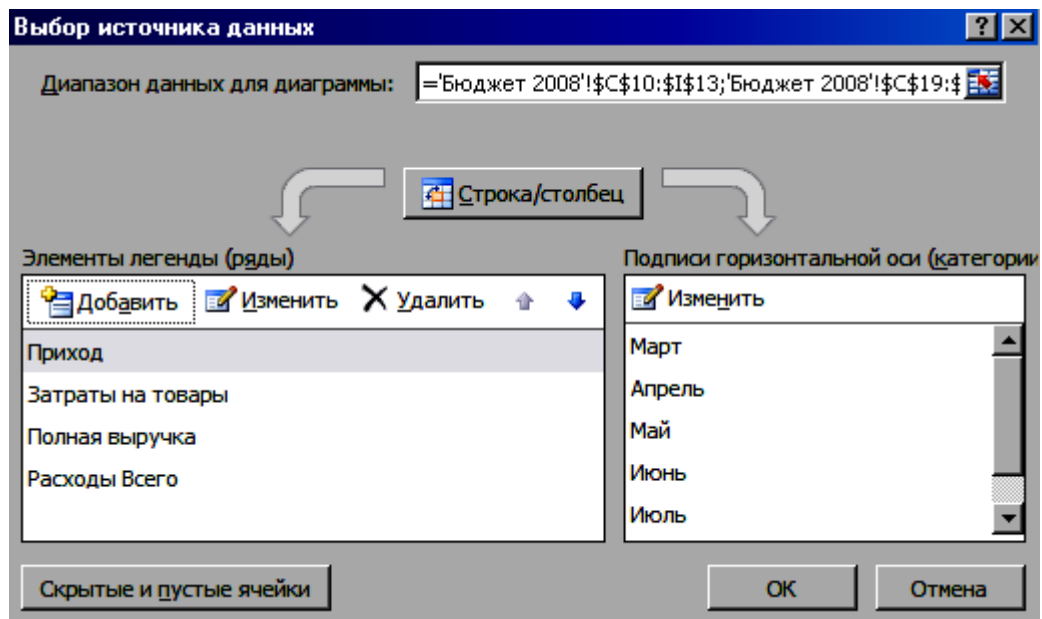 Выбор источника данных
Диапазон данных для диаграммы: ='Бюджет 2008'!$C$10:$I$13;'Бюджет 2008'!$C$19:$
Строка/столбец
Элементы легенды (ряды)
Добавить Изменить Удалить
Приход
Затраты на товары
Полная выручка
Расходы Всего
Подписи горизонтальной оси (категории
Изменить
Март
Апрель
Май
Июнь
Июль
Скрытые и пустые ячейки
ОК Отмена